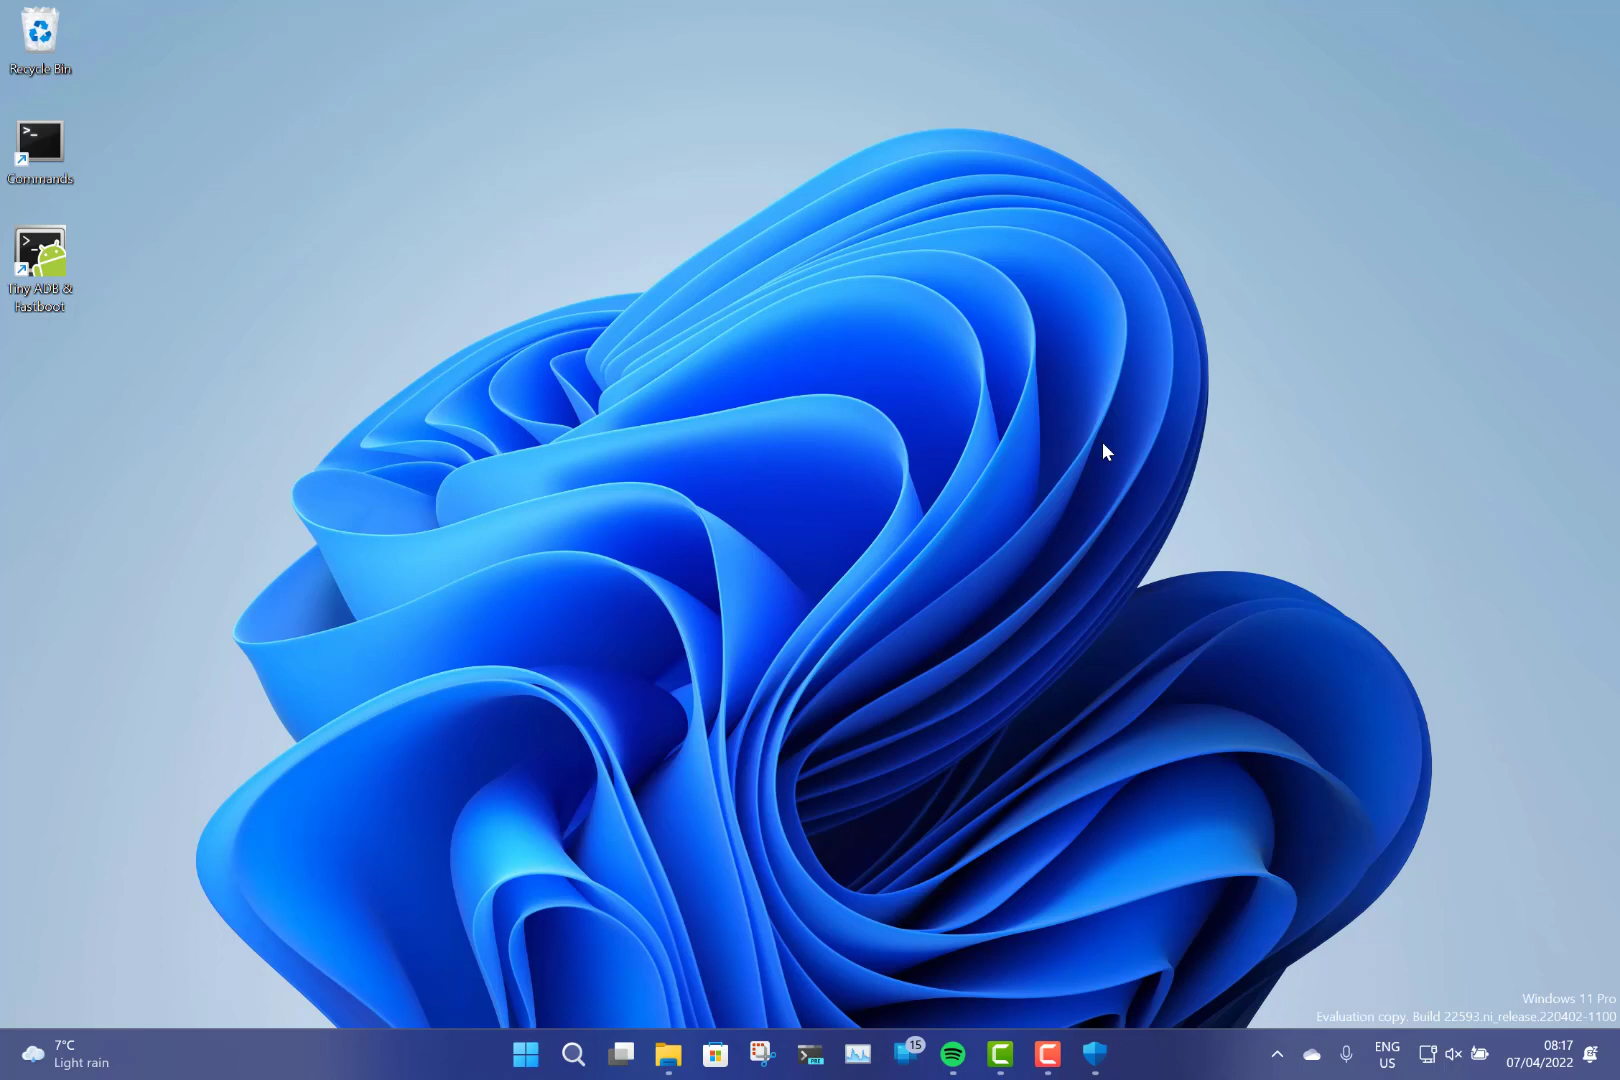 Recycle Bin
Commands
Tiny ADB &
Fastboot
Windows 11 Pro
Evaluation copy. Build 22593.ni_release.220402-1100
7°C
Light rain
PRE
15
ENG
US
08:17
07/04/2022